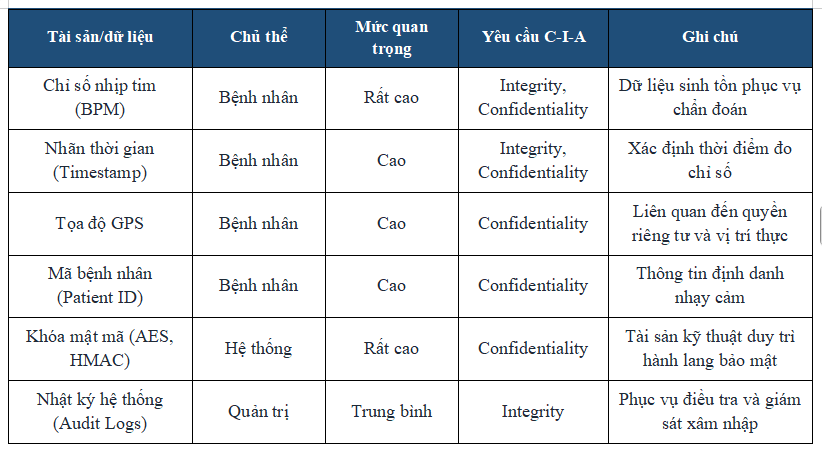 Tài sản/dữ liệu Chủ thể Mức quan trọng Yêu cầu C-I-A Ghi chú
Chỉ số nhịp tim (BPM) Bệnh nhân Rất cao Integrity, Confidentiality Dữ liệu sinh tồn phục vụ chẩn đoán
Nhãn thời gian (Timestamp) Bệnh nhân Cao Integrity, Confidentiality Xác định thời điểm đo chỉ số
Tọa độ GPS Bệnh nhân Cao Confidentiality Liên quan đến quyền riêng tư và vị trí thực
Mã bệnh nhân (Patient ID) Bệnh nhân Cao Confidentiality Thông tin định danh nhạy cảm
Khóa mật mã (AES, HMAC) Hệ thống Rất cao Confidentiality Tài sản kỹ thuật duy trì hành lang bảo mật
Nhật ký hệ thống (Audit Logs) Quản trị Trung bình Integrity Phục vụ điều tra và giám sát xâm nhập